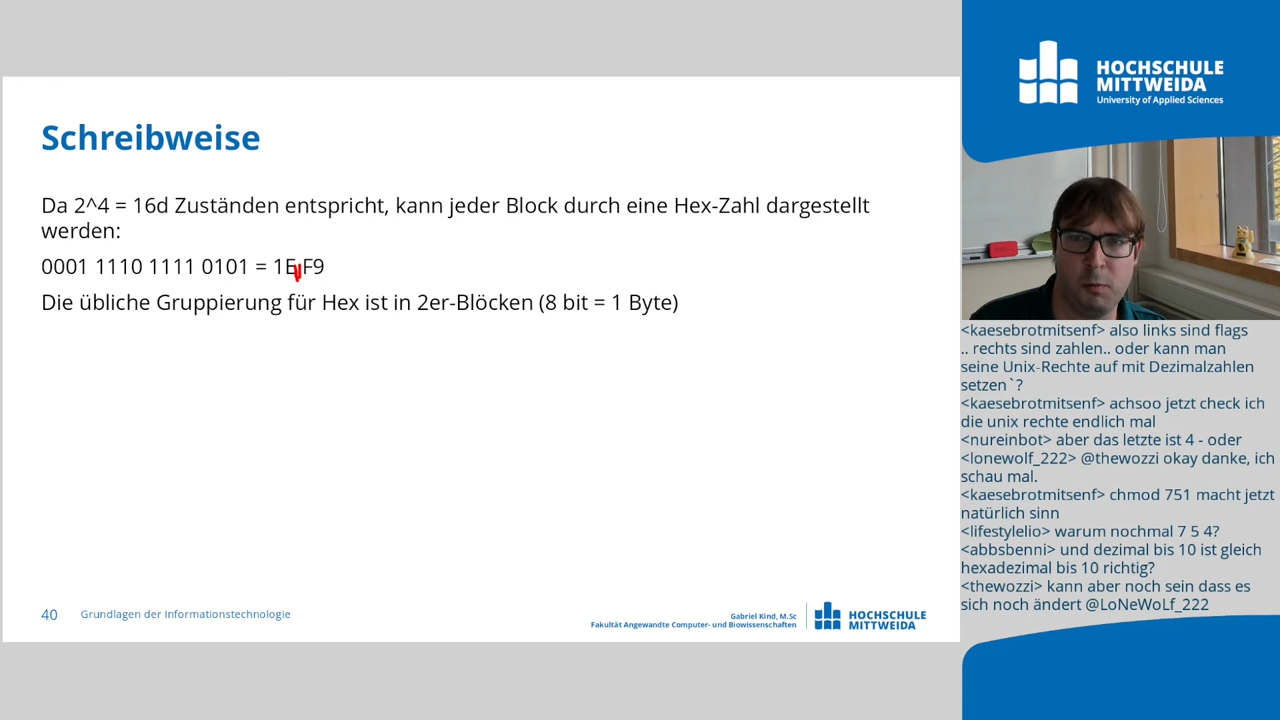 HOCHSCHULE
MITTWEIDA
University of Applied Sciences
Schreibweise
Da 2^4 = 16d Zuständen entspricht, kann jeder Block durch eine Hex-Zahl dargestellt
werden:
0001 1110 1111 0101 = 1E F9
Die übliche Gruppierung für Hex ist in 2er-Blöcken (8 bit = 1 Byte)
40 Grundlagen der Informationstechnologie
Gabriel Kind, M.Sc
Fakultät Angewandte Computer- und Biowissenschaften
HOCHSCHULE
MITTWEIDA
<kaesebrotmitsenf> also links sind flags
.. rechts sind zahlen.. oder kann man
seine Unix-Rechte auf mit Dezimalzahlen
setzen`?
<kaesebrotmitsenf> achsoo jetzt check ich
die unix rechte endlich mal
<nureinbot> aber das letzte ist 4 - oder
<lonewolf_222> @thewozzi okay danke, ich
schau mal.
<kaesebrotmitsenf> chmod 751 macht jetzt
natürlich sinn
<lifestylelio> warum nochmal 7 5 4?
<abbsbenni> und dezimal bis 10 ist gleich
hexadezimal bis 10 richtig?
<thewozzi> kann aber noch sein dass es
sich noch ändert @LoNeWoLf_222